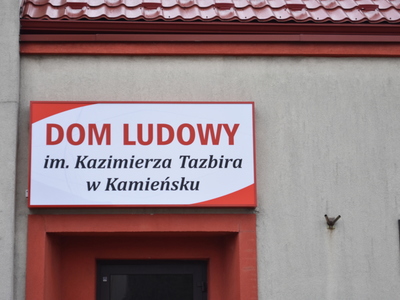 DOM LUDOWY
im. Kazimierza Tazbira
w Kamieńsku